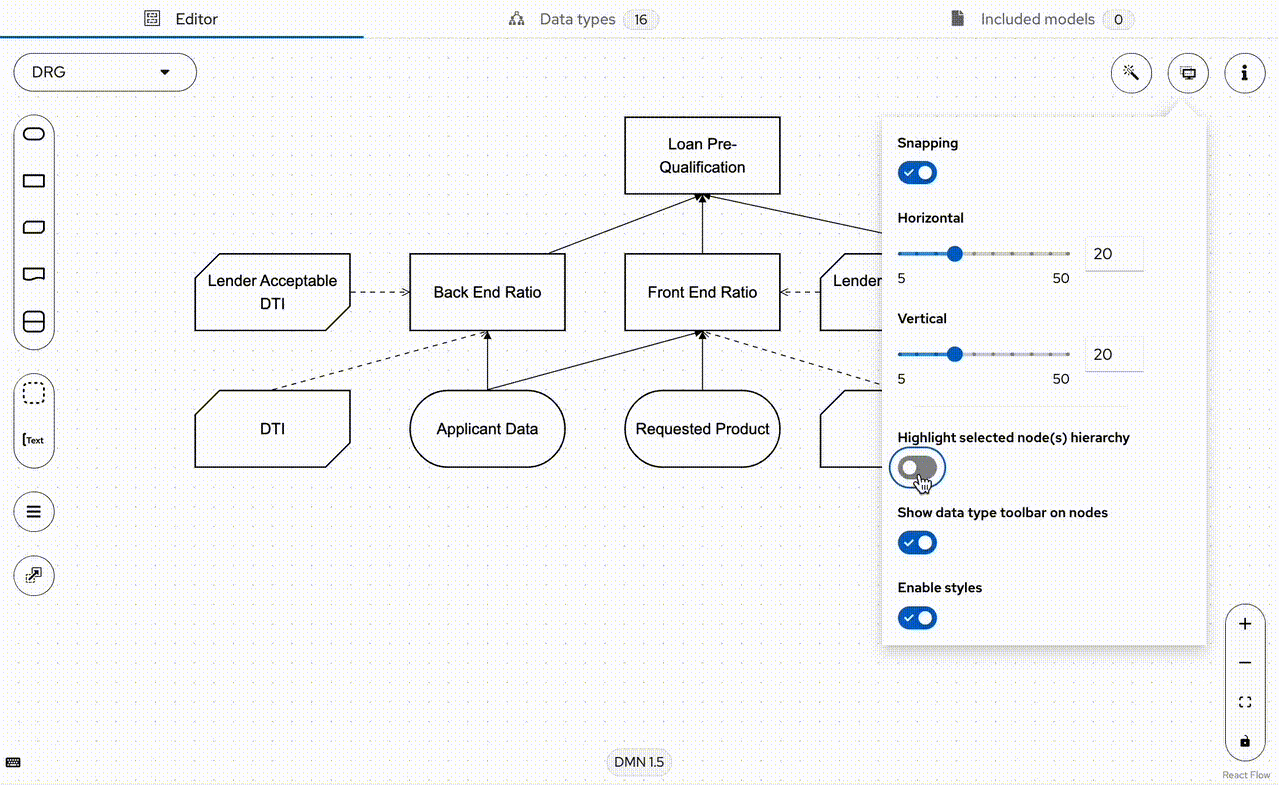 Editor
Data types 16
Included models 0
DRG
Loan Pre-
Qualification
Lender Acceptable
DTI
Back End Ratio
Front End Ratio
Lender
DTI
Applicant Data
Requested Product
[Text
Snapping
Horizontal
20
5 50
Vertical
20
5 50
Highlight selected node(s) hierarchy
Show data type toolbar on nodes
Enable styles
DMN 1.5
React Flow